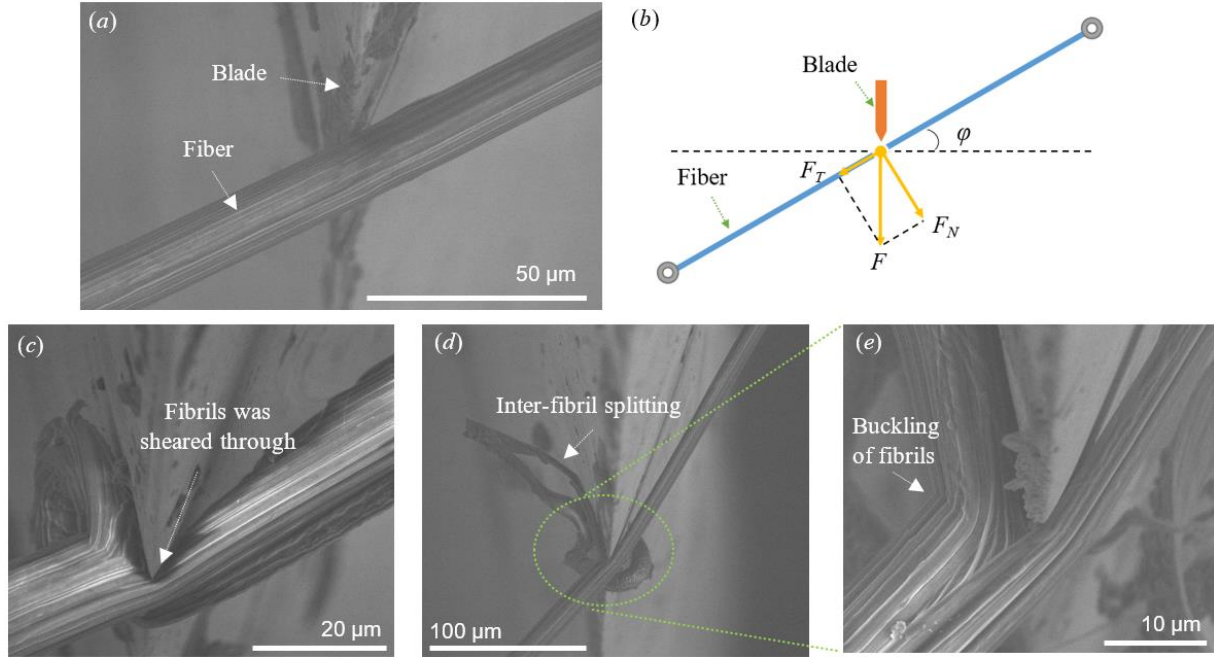 (a)
Blade
Fiber
50 µm
(b)
Blade
φ
F_T
Fiber
F_N
F
(c)
Fibrils was
sheared through
20 µm
(d)
Inter-fibril splitting
100 µm
(e)
Buckling
of fibrils
10 µm